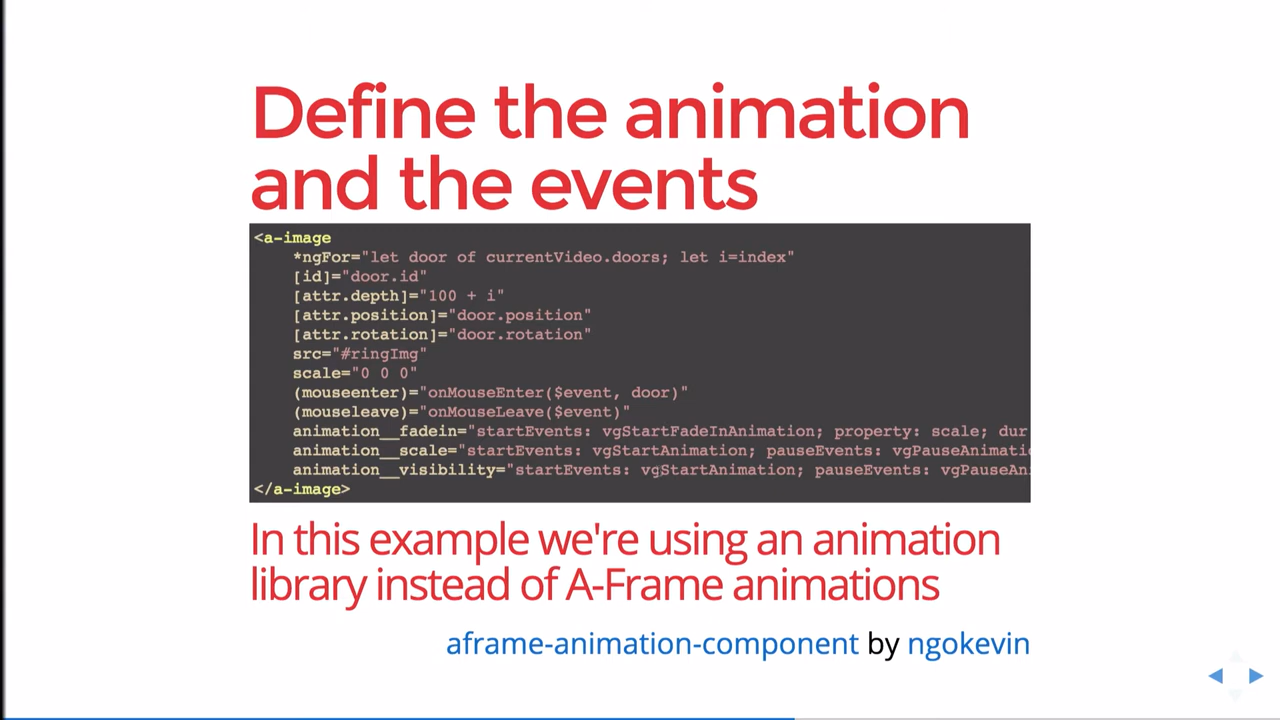 Define the animation
and the events
<a-image
*ngFor="let door of currentVideo.doors; let i=index"
[id]="door.id"
[attr.depth]="100 + i"
[attr.position]="door.position"
[attr.rotation]="door.rotation"
src="#ringImg"
scale="0 0 0"
(mouseenter)="onMouseEnter($event, door)"
(mouseleave)="onMouseLeave($event)"
animation__fadein="startEvents: vgStartFadeInAnimation; property: scale; dur
animation__scale="startEvents: vgStartAnimation; pauseEvents: vgPauseAnimatio
animation__visibility="startEvents: vgStartAnimation; pauseEvents: vgPauseAni
</a-image>
In this example we're using an animation
library instead of A-Frame animations
aframe-animation-component by ngokevin